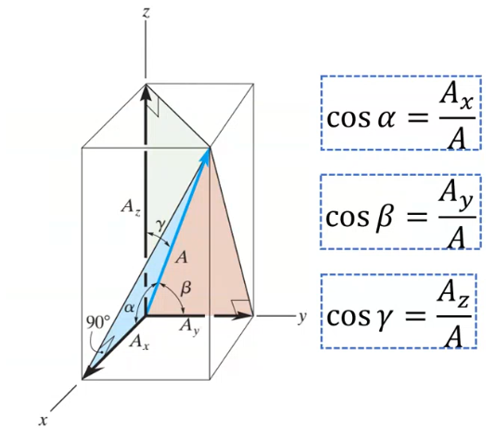 z
cos α = A_x / A
A_z
γ
A
cos β = A_y / A
β
α
90°
A_y
y
cos γ = A_z / A
A_x
x